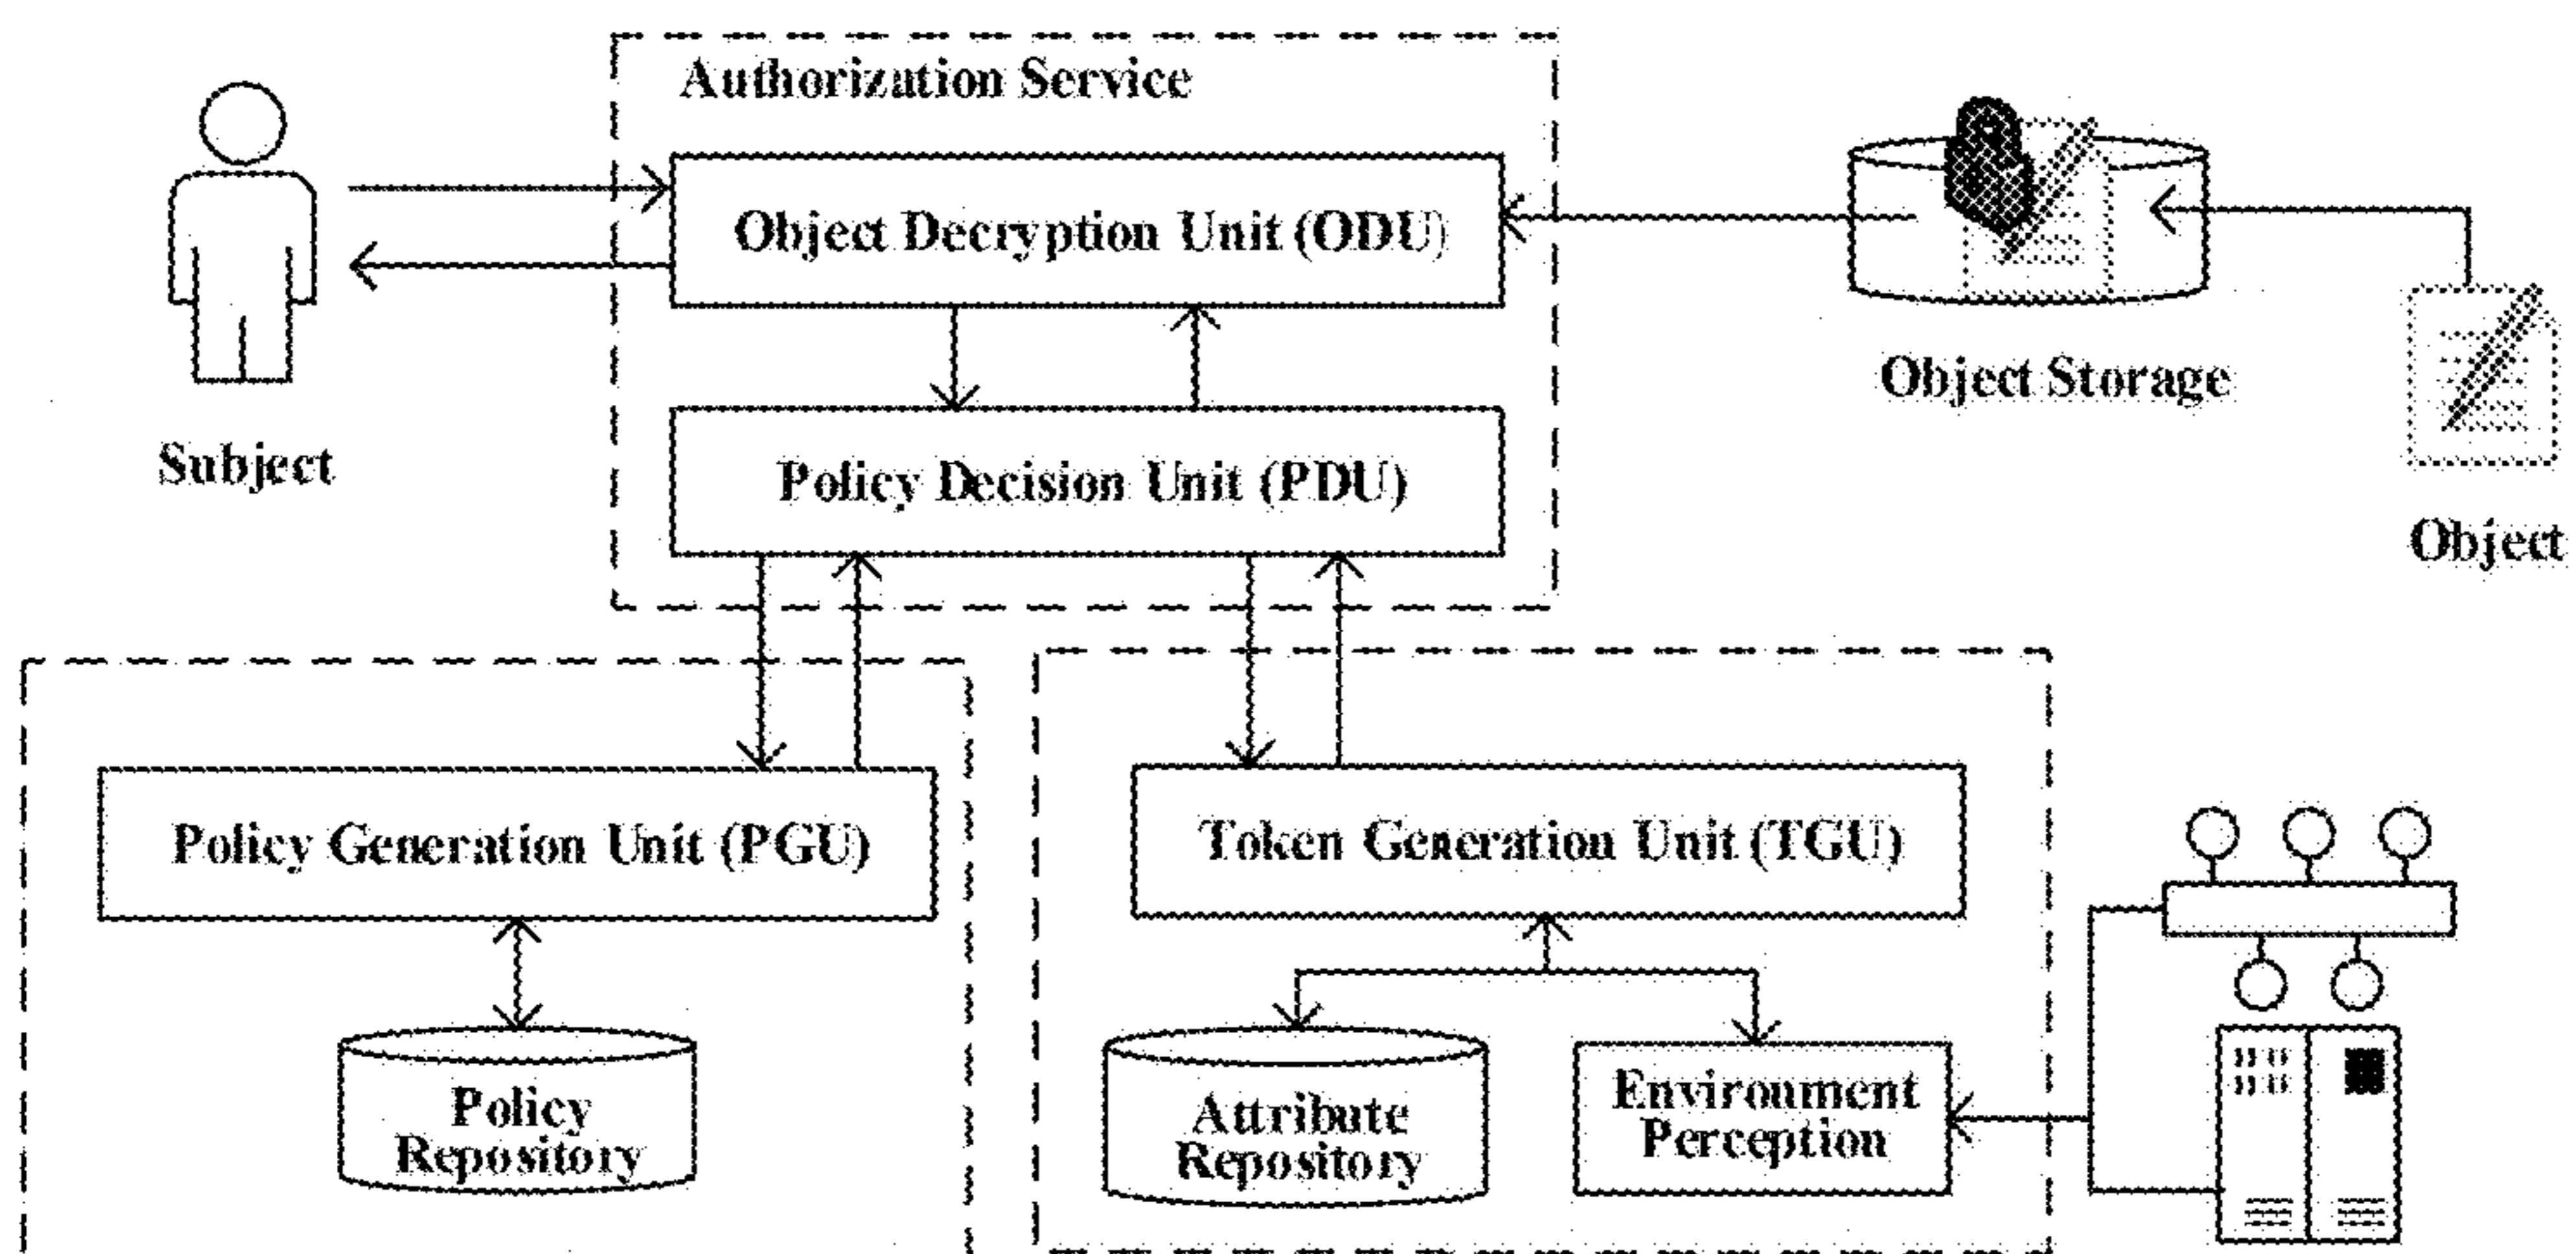 Authorization Service
Object Decryption Unit (ODU)
Object Storage
Subject
Policy Decision Unit (PDU)
Object
Policy Generation Unit (PGU)
Token Generation Unit (TGU)
Policy
Repository
Attribute
Repository
Environment
Perception